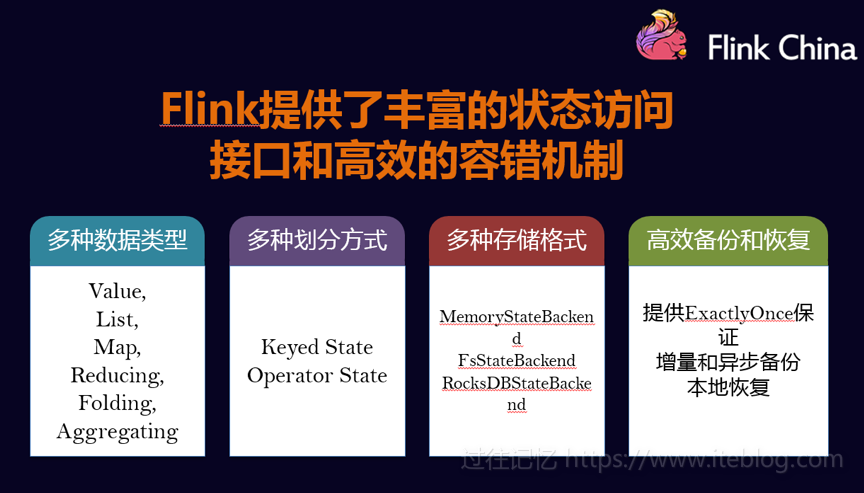 Flink China
Flink提供了丰富的状态访问
接口和高效的容错机制
多种数据类型
Value,
List,
Map,
Reducing,
Folding,
Aggregating
多种划分方式
Keyed State
Operator State
多种存储格式
MemoryStateBacken
d
FsStateBackend
RocksDBStateBacke
nd
高效备份和恢复
提供ExactlyOnce保
证
增量和异步备份
本地恢复
过往记忆 https://www.iteblog.com